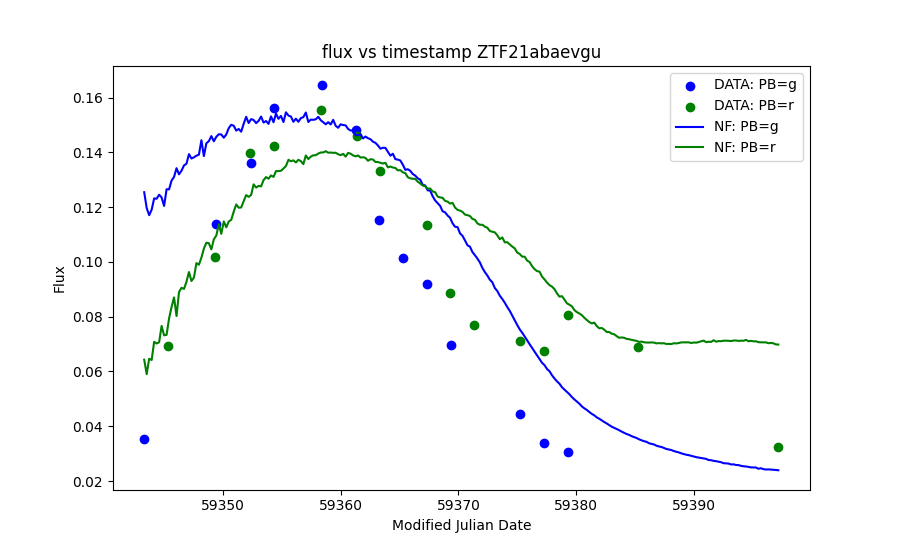 flux vs timestamp ZTF21abaevgu
DATA: PB=g
DATA: PB=r
NF: PB=g
NF: PB=r
0.16
0.14
0.12
0.10
0.08
0.06
0.04
0.02
Flux
59350
59360
59370
59380
59390
Modified Julian Date